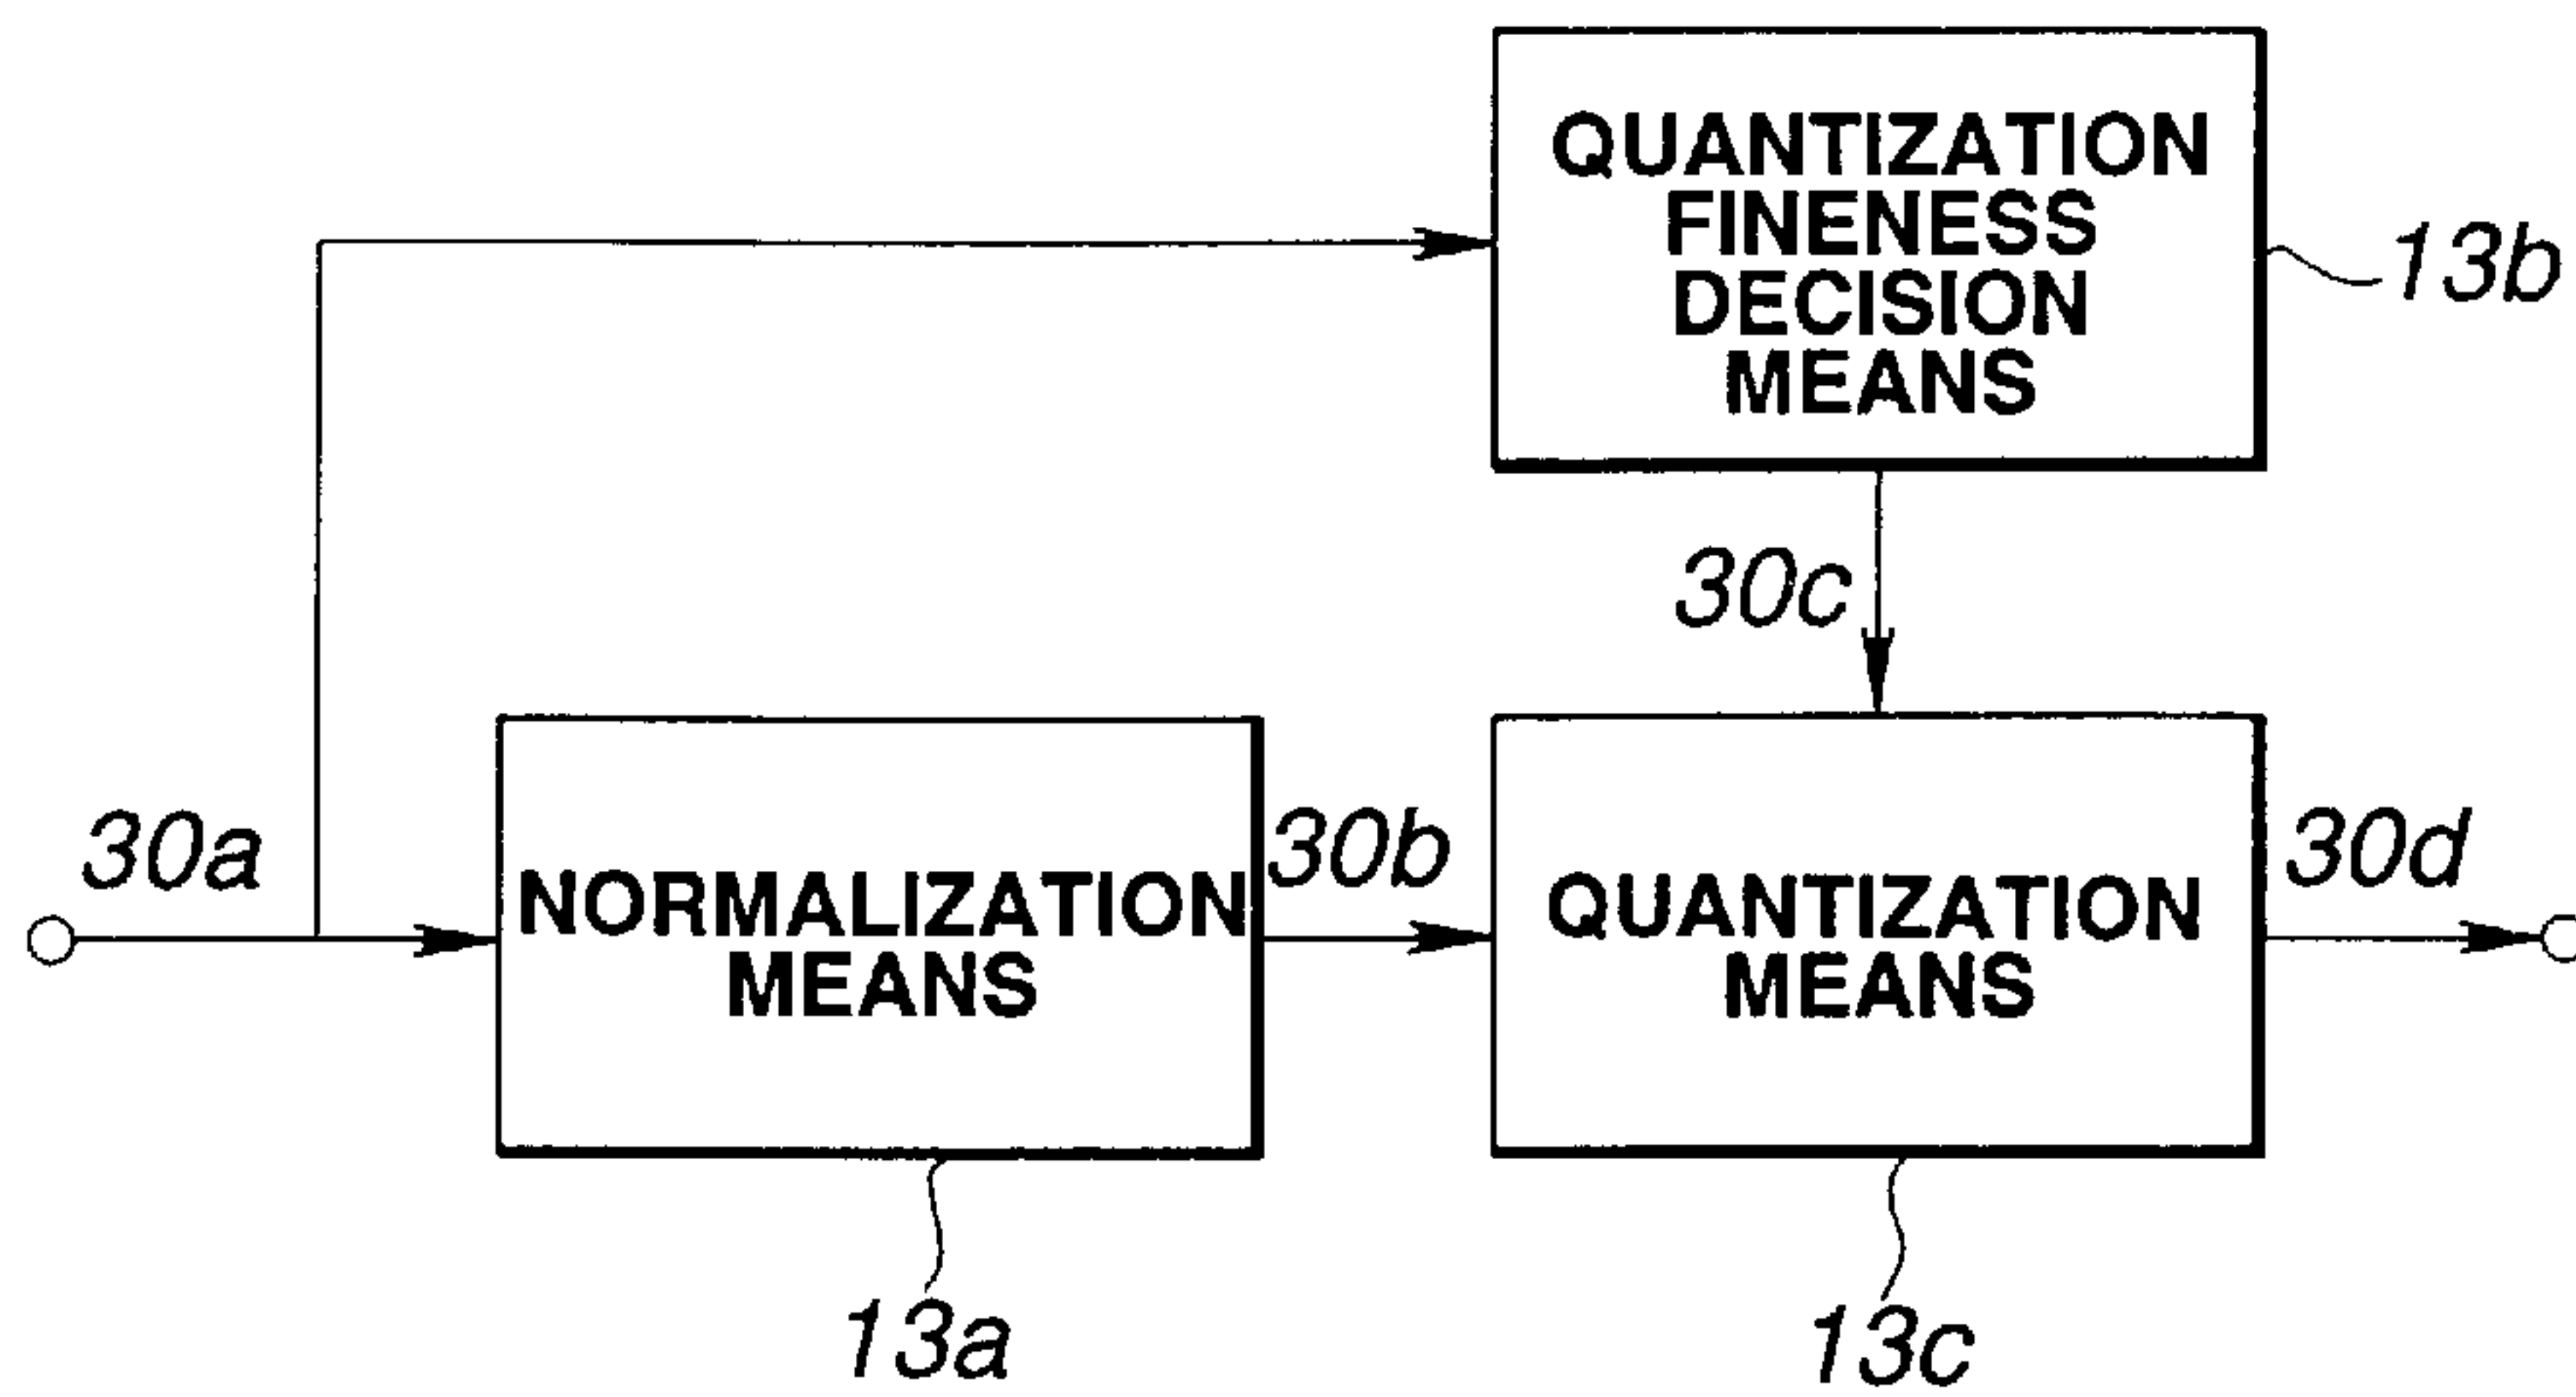 QUANTIZATION
FINENESS
DECISION
MEANS
13b
30c
30a
NORMALIZATION
MEANS
30b
QUANTIZATION
MEANS
30d
13a
13c